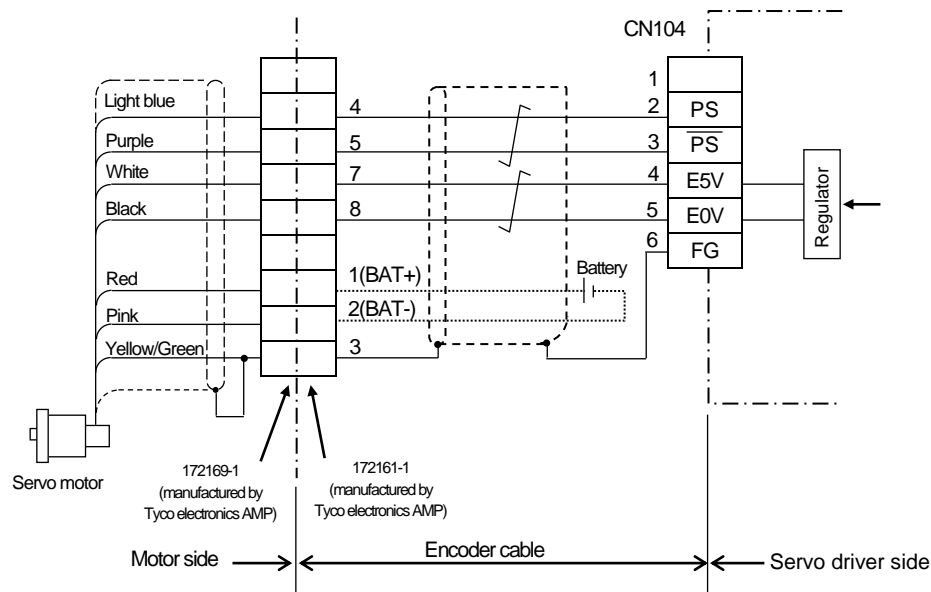 CN104
1
Light blue 4 2 PS
Purple 5 3 PS
White 7 4 E5V
Black 8 5 E0V
Regulator
6 FG
Red 1(BAT+) Battery
Pink 2(BAT-)
Yellow/Green 3
Servo motor
172169-1
(manufactured by
Tyco electronics AMP)
172161-1
(manufactured by
Tyco electronics AMP)
Motor side
Encoder cable
Servo driver side